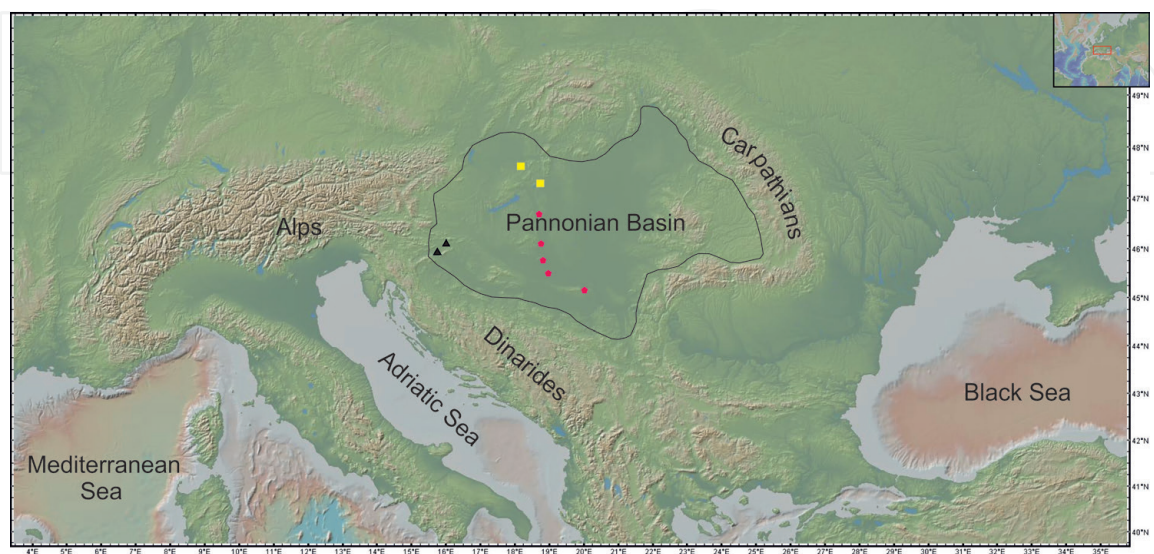 49°N
48°N
47°N
46°N
45°N
44°N
43°N
42°N
41°N
40°N
Carpathians
Pannonian Basin
Alps
Dinarides
Adriatic Sea
Black Sea
Mediterranean
Sea
4°E 5°E 6°E 7°E 8°E 9°E 10°E 11°E 12°E 13°E 14°E 15°E 16°E 17°E 18°E 19°E 20°E 21°E 22°E 23°E 24°E 25°E 26°E 27°E 28°E 29°E 30°E 31°E 32°E 33°E 34°E 35°E